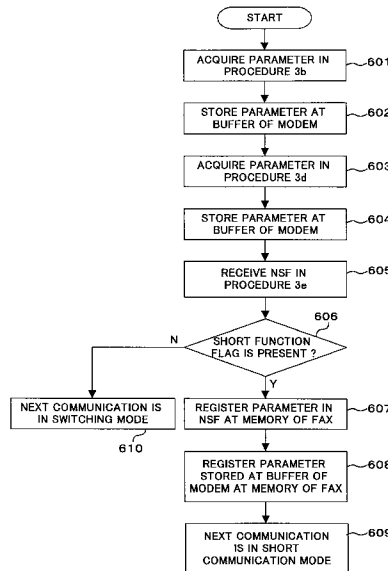 START
ACQUIRE PARAMETER IN
PROCEDURE 3b
601
STORE PARAMETER AT
BUFFER OF MODEM
602
ACQUIRE PARAMETER IN
PROCEDURE 3d
603
STORE PARAMETER AT
BUFFER OF MODEM
604
RECEIVE NSF IN
PROCEDURE 3e
605
606
N
SHORT FUNCTION
FLAG IS PRESENT ?
Y
NEXT COMMUNICATION IS
IN SWITCHING MODE
610
REGISTER PARAMETER IN
NSF AT MEMORY OF FAX
607
REGISTER PARAMETER
STORED AT BUFFER OF
MODEM AT MEMORY OF FAX
608
NEXT COMMUNICATION
IS IN SHORT
COMMUNICATION MODE
609